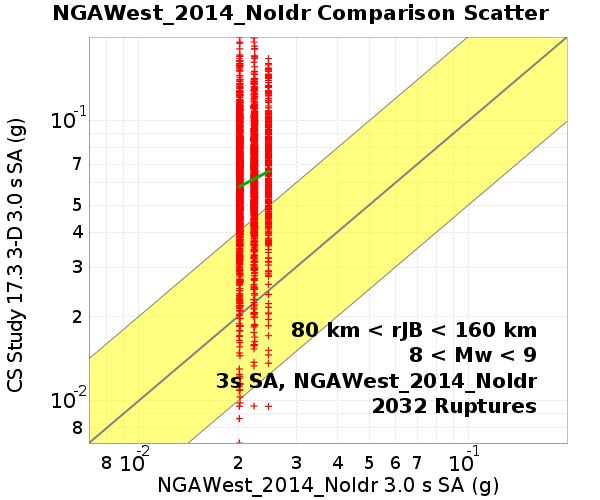 NGAWest_2014_NoIdr Comparison Scatter
CS Study 17.3 3-D 3.0 s SA (g)
10-1
7
5
4
3
2
10-2
8
80 km < rJB < 160 km
8 < Mw < 9
3s SA, NGAWest_2014_NoIdr
2032 Ruptures
8 10-2 2 3 4 5 6 7 10-1
NGAWest_2014_NoIdr 3.0 s SA (g)